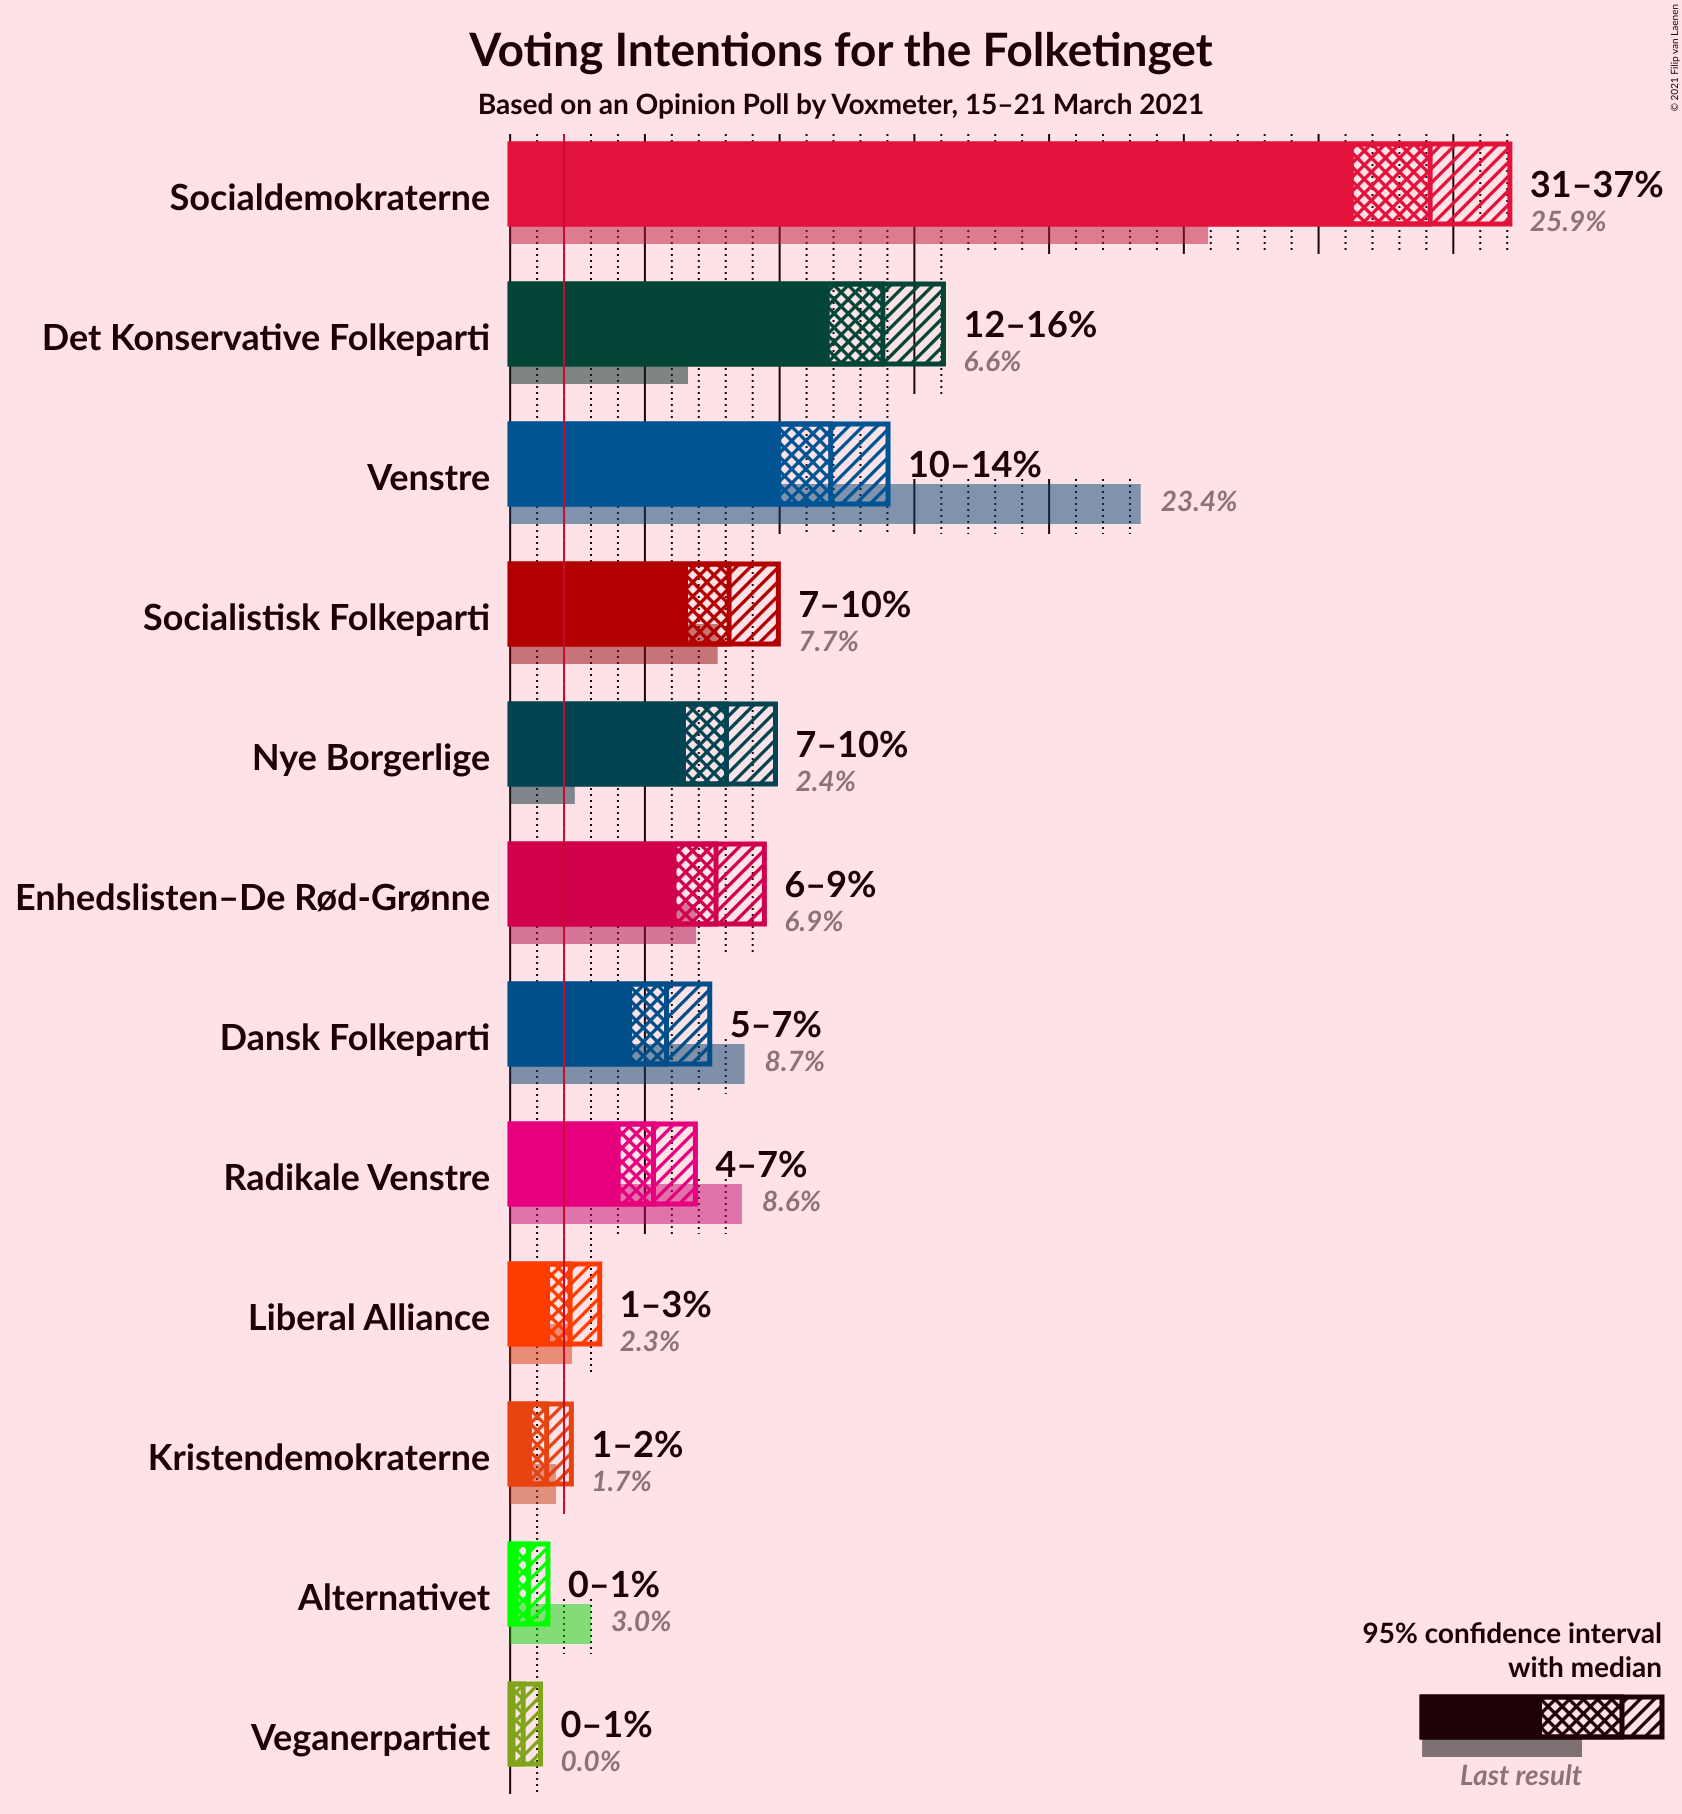 Voting Intentions for the Folketinget
Based on an Opinion Poll by Voxmeter, 15–21 March 2021
© 2021 Filip van Laenen
Socialdemokraterne
31–37%
25.9%
Det Konservative Folkeparti
12–16%
6.6%
Venstre
10–14%
23.4%
Socialistisk Folkeparti
7–10%
7.7%
Nye Borgerlige
7–10%
2.4%
Enhedslisten–De Rød-Grønne
6–9%
6.9%
Dansk Folkeparti
5–7%
8.7%
Radikale Venstre
4–7%
8.6%
Liberal Alliance
1–3%
2.3%
Kristendemokraterne
1–2%
1.7%
Alternativet
0–1%
3.0%
Veganerpartiet
0–1%
0.0%
95% confidence interval
with median
Last result